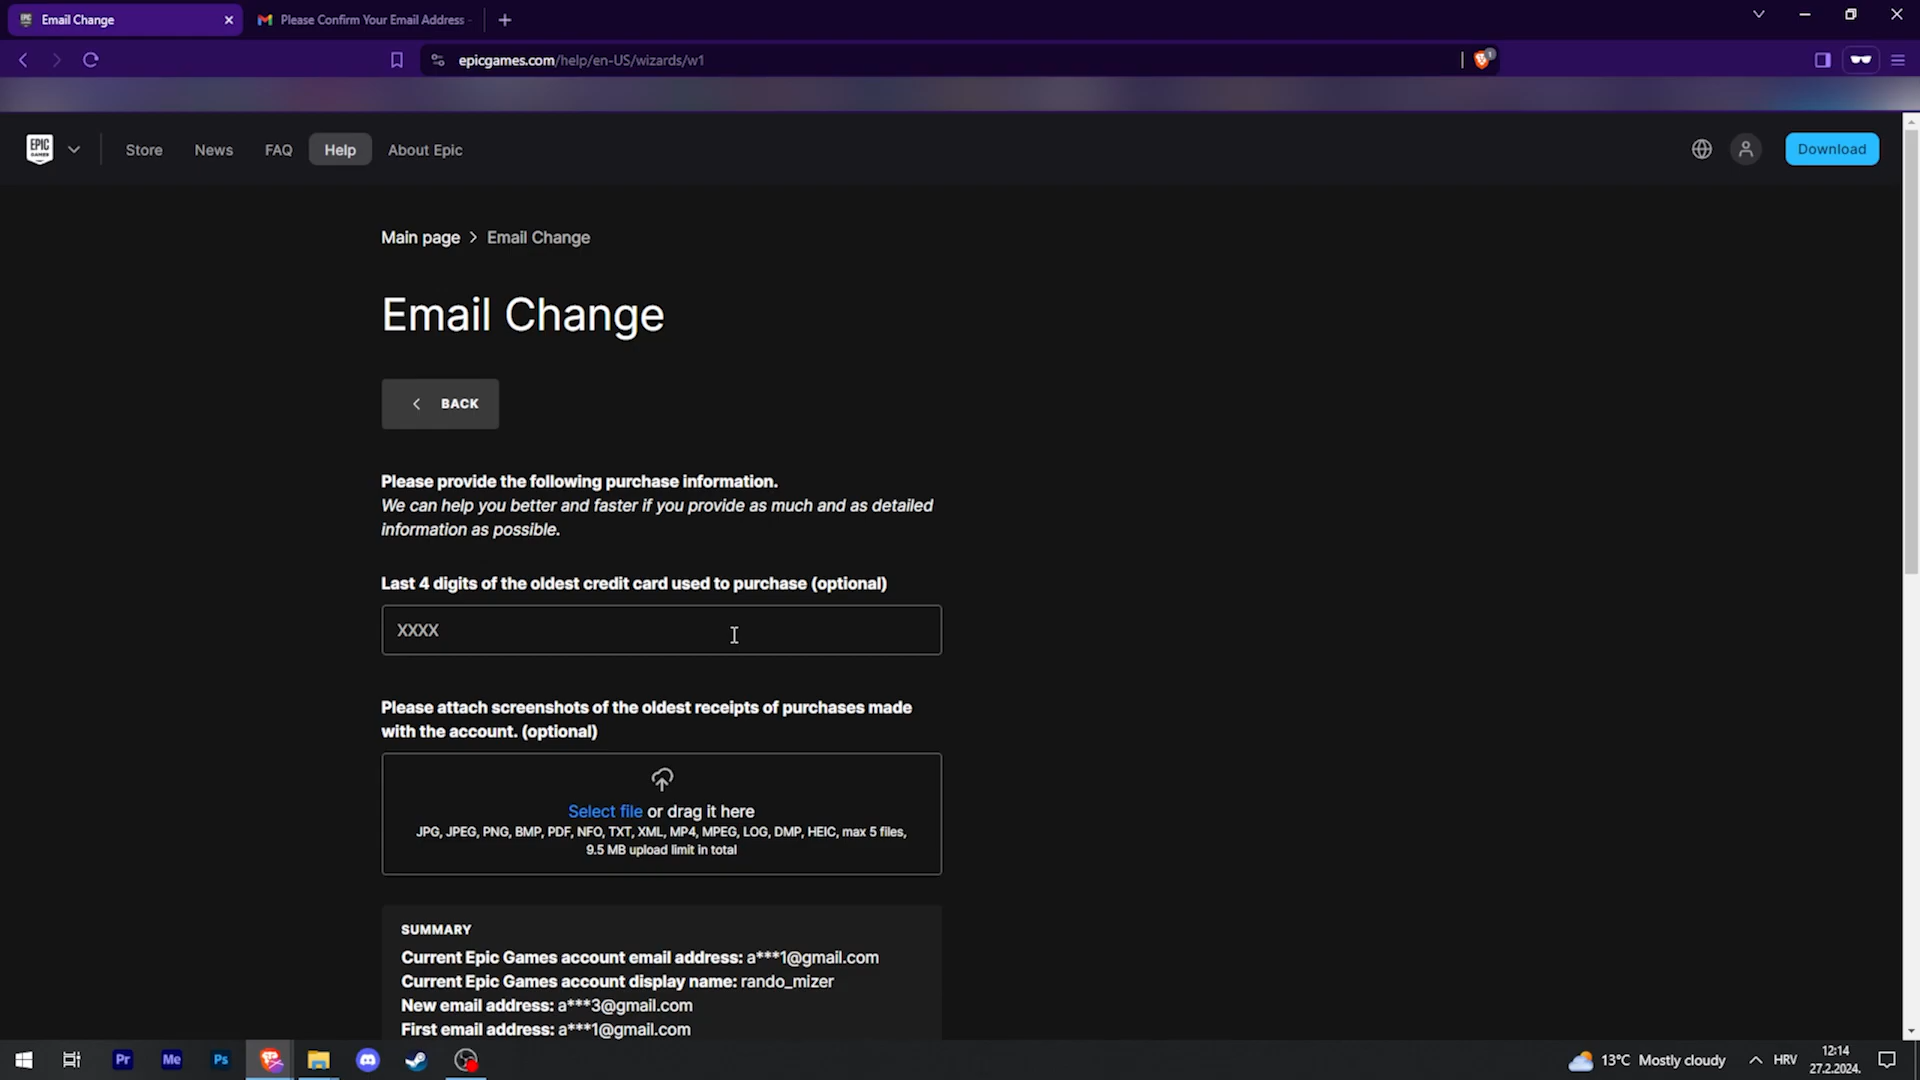 Email Change
Please Confirm Your Email Address
epicgames.com/help/en-US/wizards/w1
1
EPIC GAMES
Store
News
FAQ
Help
About Epic
Download
Main page > Email Change
Email Change
BACK
Please provide the following purchase information.
We can help you better and faster if you provide as much and as detailed
information as possible.
Last 4 digits of the oldest credit card used to purchase (optional)
XXXX
Please attach screenshots of the oldest receipts of purchases made
with the account. (optional)
Select file or drag it here
JPG, JPEG, PNG, BMP, PDF, NFO, TXT, XML, MP4, MPEG, LOG, DMP, HEIC, max 5 files,
9.5 MB upload limit in total
SUMMARY
Current Epic Games account email address: a***1@gmail.com
Current Epic Games account display name: rando_mizer
New email address: a***3@gmail.com
First email address: a***1@gmail.com
Pr
Me
Ps
13°C Mostly cloudy
HRV
12:14
27.2.2024.